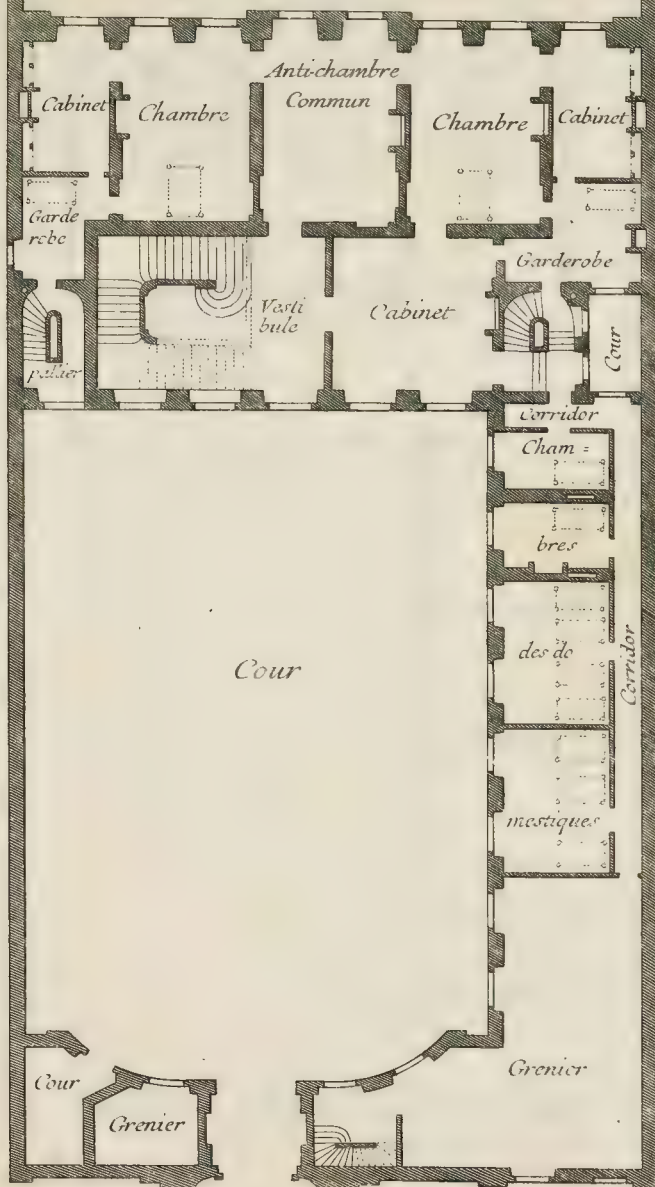 Anti-chambre
Commun
Cabinet
Chambre
Chambre
Cabinet
Garde
robe
Garderobe
Vesti
bule
Cabinet
Cour
palier
Corridor
Cham =
bres
des do
mestiques
Corridor
Cour
Cour
Grenier
Grenier